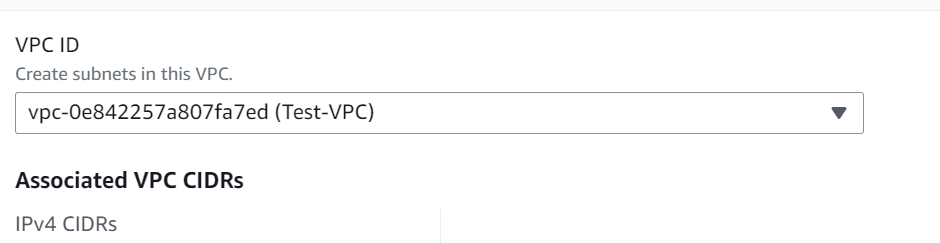 VPC ID
Create subnets in this VPC.
vpc-0e842257a807fa7ed (Test-VPC)
Associated VPC CIDRs
IPv4 CIDRs